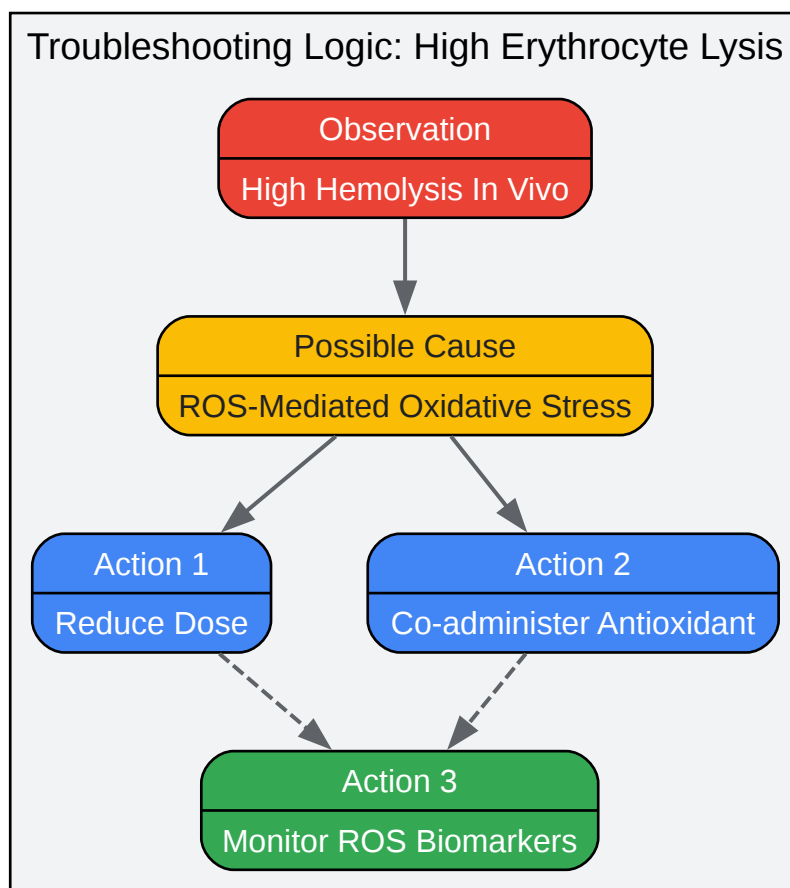 Troubleshooting Logic: High Erythrocyte Lysis
Observation
High Hemolysis In Vivo
Possible Cause
ROS-Mediated Oxidative Stress
Action 1
Reduce Dose
Action 2
Co-administer Antioxidant
Action 3
Monitor ROS Biomarkers